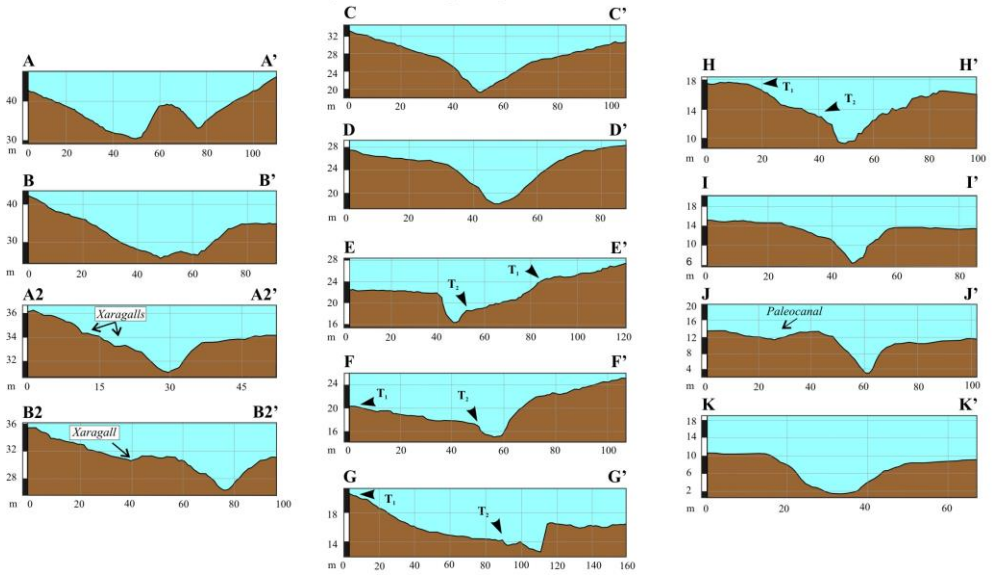 A A'
40
30
m 0 20 40 60 80 100
B B'
40
30
m 0 20 40 60 80
A2 A2'
Xaragalls
36
34
32
m 0 15 30 45
B2 B2'
Xaragall
36
32
28
m 0 20 40 60 80 100
C C'
32
28
24
20
m 0 20 40 60 80 100
D D'
28
24
20
m 0 20 40 60 80
E E'
28
24
20
16
T2 T1
m 0 20 40 60 80 100 120
F F'
24
20
16
T1 T2
m 0 20 40 60 80 100
G G'
18
14
T1
T2
m 0 20 40 60 80 100 120 140 160
H H'
18
14
10
T1
T2
m 0 20 40 60 80 100
I I'
18
14
10
6
m 0 20 40 60 80
J J'
Paleocanal
20
16
12
8
4
m 0 20 40 60 80 100
K K'
18
14
10
6
2
m 0 20 40 60